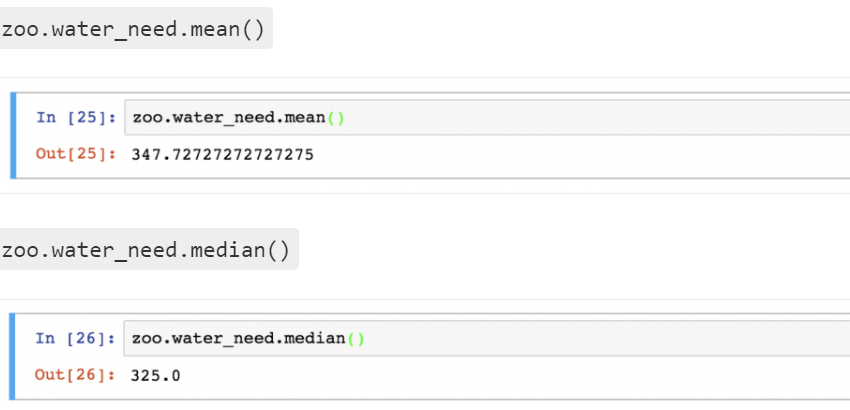 zoo.water_need.mean()
In [25]: zoo.water_need.mean()
Out[25]: 347.72727272727275
zoo.water_need.median()
In [26]: zoo.water_need.median()
Out[26]: 325.0